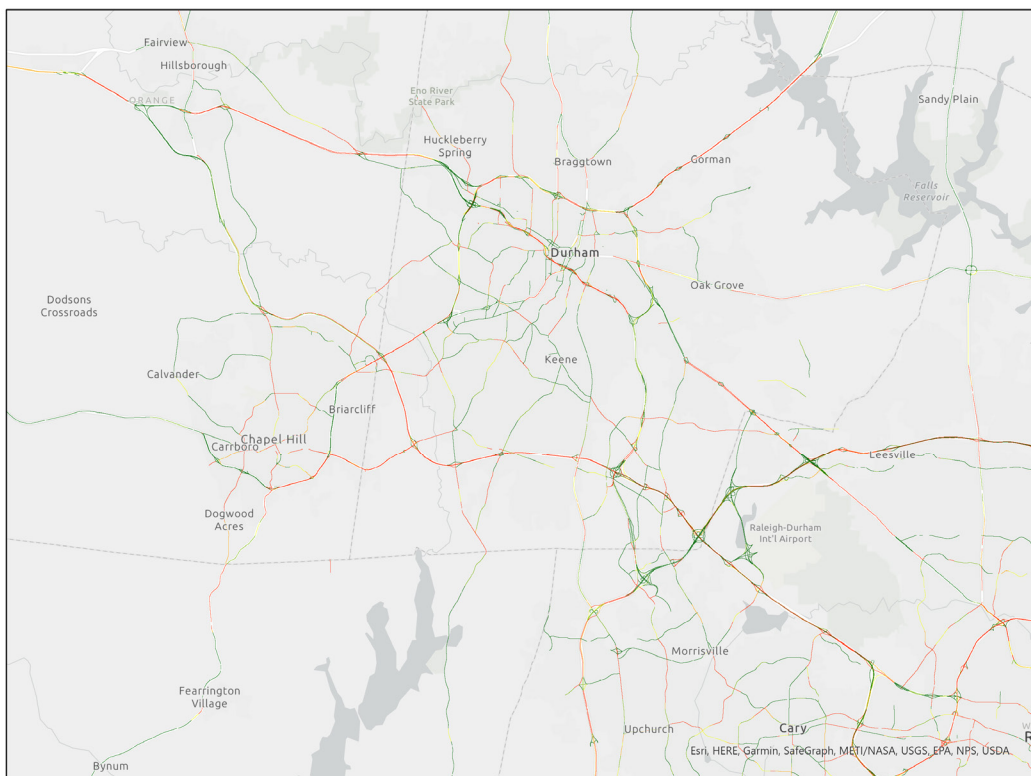 Fairview
Hillsborough
ORANGE
Eno River
State Park
Sandy Plain
Huckleberry
Spring
Braggtown
Gorman
Falls
Reservoir
Durham
Oak Grove
Dodsons
Crossroads
Keene
Calvander
Briarcliff
Chapel Hill
Carrboro
Leesville
Dogwood
Acres
Raleigh-Durham
Int'l Airport
Morrisville
Fearrington
Village
Upchurch
Cary
Esri, HERE, Garmin, SafeGraph, METI/NASA, USGS, EPA, NPS, USDA
Bynum